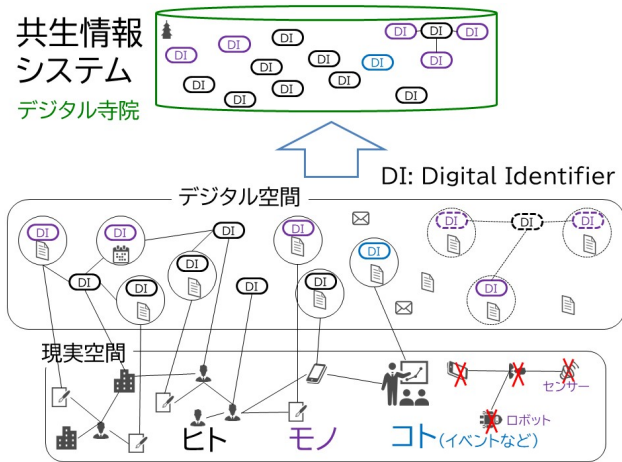 共生情報
システム
デジタル寺院
DI DI DI DI DI DI
DI DI DI DI
DI DI DI DI
DI DI
DI: Digital Identifier
デジタル空間
DI DI DI DI DI DI DI
DI DI
DI DI DI DI DI
現実空間
センサー
ロボット
ヒト モノ コト(イベントなど)